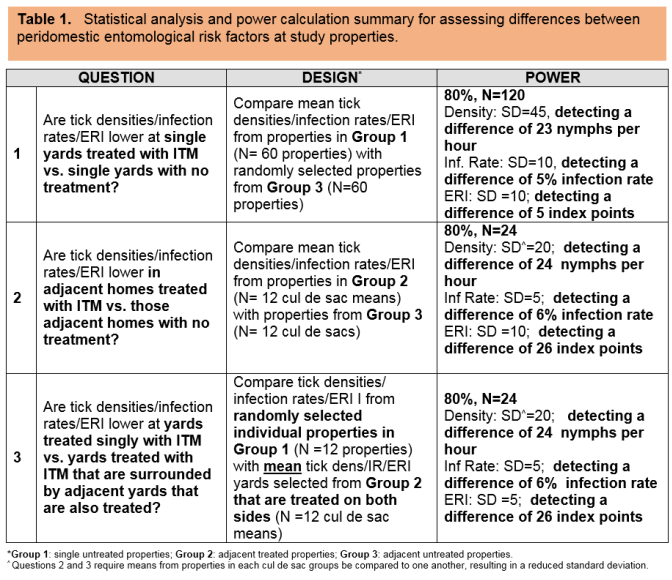 Table 1. Statistical analysis and power calculation summary for assessing differences between
peridomestic entomological risk factors at study properties.
QUESTION
DESIGN*
POWER
1
Are tick densities/infection
rates/ERI lower at single
yards treated with ITM
vs. single yards with no
treatment?
Compare mean tick
densities/infection rates/ERI
from properties in Group 1
(N= 60 properties) with
randomly selected properties
from Group 3 (N=60
properties)
80%, N=120
Density: SD=45, detecting a
difference of 23 nymphs per
hour
Inf. Rate: SD=10, detecting a
difference of 5% infection rate
ERI: SD =10; detecting a
difference of 5 index points
2
Are tick densities/infection
rates/ERI lower in
adjacent homes treated
with ITM vs. those
adjacent homes with no
treatment?
Compare mean tick
densities/infection rates/ERI
from properties in Group 2
(N= 12 cul de sac means)
with properties from Group 3
(N= 12 cul de sacs)
80%, N=24
Density: SD^=20; detecting a
difference of 24 nymphs per
hour
Inf Rate: SD=5; detecting a
difference of 6% infection rate
ERI: SD =10; detecting a
difference of 26 index points
3
Are tick densities/infection
rates/ERI lower at yards
treated singly with ITM
vs. yards treated with
ITM that are surrounded
by adjacent yards that
are also treated?
Compare tick densities/
infection rates/ERI I from
randomly selected
individual properties in
Group 1 (N =12 properties)
with mean tick dens/IR/ERI
yards selected from Group 2
that are treated on both
sides (N =12 cul de sac
means)
80%, N=24
Density: SD^=20; detecting a
difference of 24 nymphs per
hour
Inf Rate: SD=5; detecting a
difference of 6% infection rate
ERI: SD =5; detecting a
difference of 26 index points
*Group 1: single untreated properties; Group 2: adjacent treated properties; Group 3: adjacent untreated properties.
^Questions 2 and 3 require means from properties in each cul de sac groups be compared to one another, resulting in a reduced standard deviation.